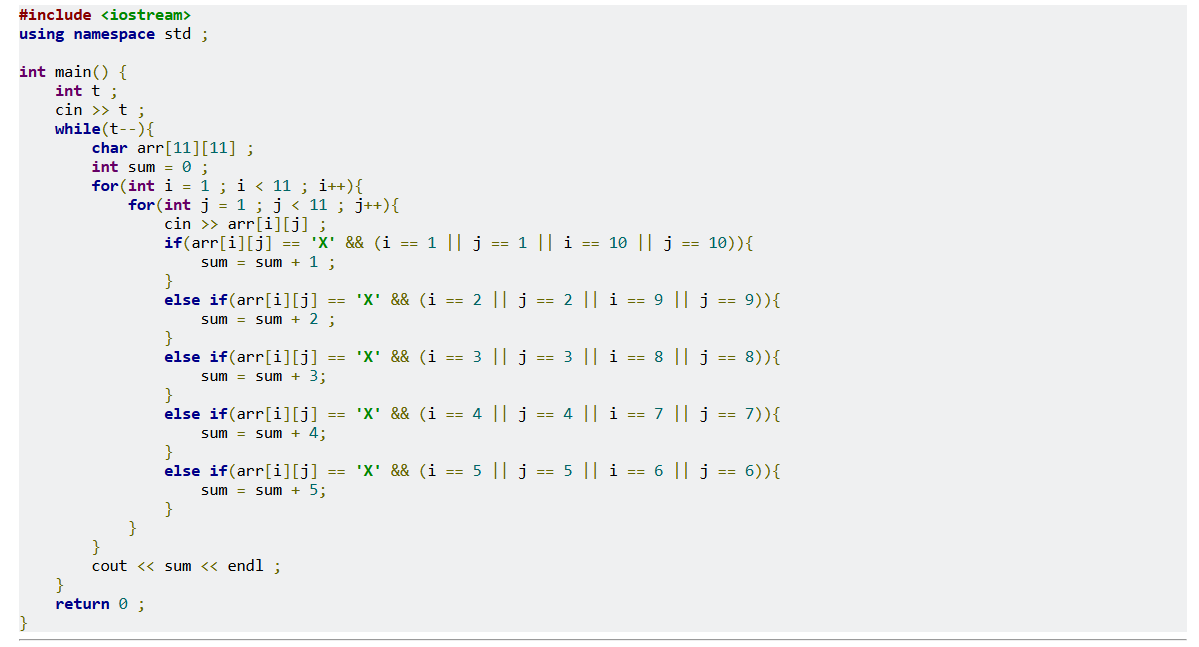 #include <iostream>
using namespace std ;

int main() {
    int t ;
    cin >> t ;
    while(t--){
        char arr[11][11] ;
        int sum = 0 ;
        for(int i = 1 ; i < 11 ; i++){
            for(int j = 1 ; j < 11 ; j++){
                cin >> arr[i][j] ;
                if(arr[i][j] == 'X' && (i == 1 || j == 1 || i == 10 || j == 10)){
                    sum = sum + 1 ;
                }
                else if(arr[i][j] == 'X' && (i == 2 || j == 2 || i == 9 || j == 9)){
                    sum = sum + 2 ;
                }
                else if(arr[i][j] == 'X' && (i == 3 || j == 3 || i == 8 || j == 8)){
                    sum = sum + 3;
                }
                else if(arr[i][j] == 'X' && (i == 4 || j == 4 || i == 7 || j == 7)){
                    sum = sum + 4;
                }
                else if(arr[i][j] == 'X' && (i == 5 || j == 5 || i == 6 || j == 6)){
                    sum = sum + 5;
                }
            }
        }
        cout << sum << endl ;
    }
    return 0 ;
}